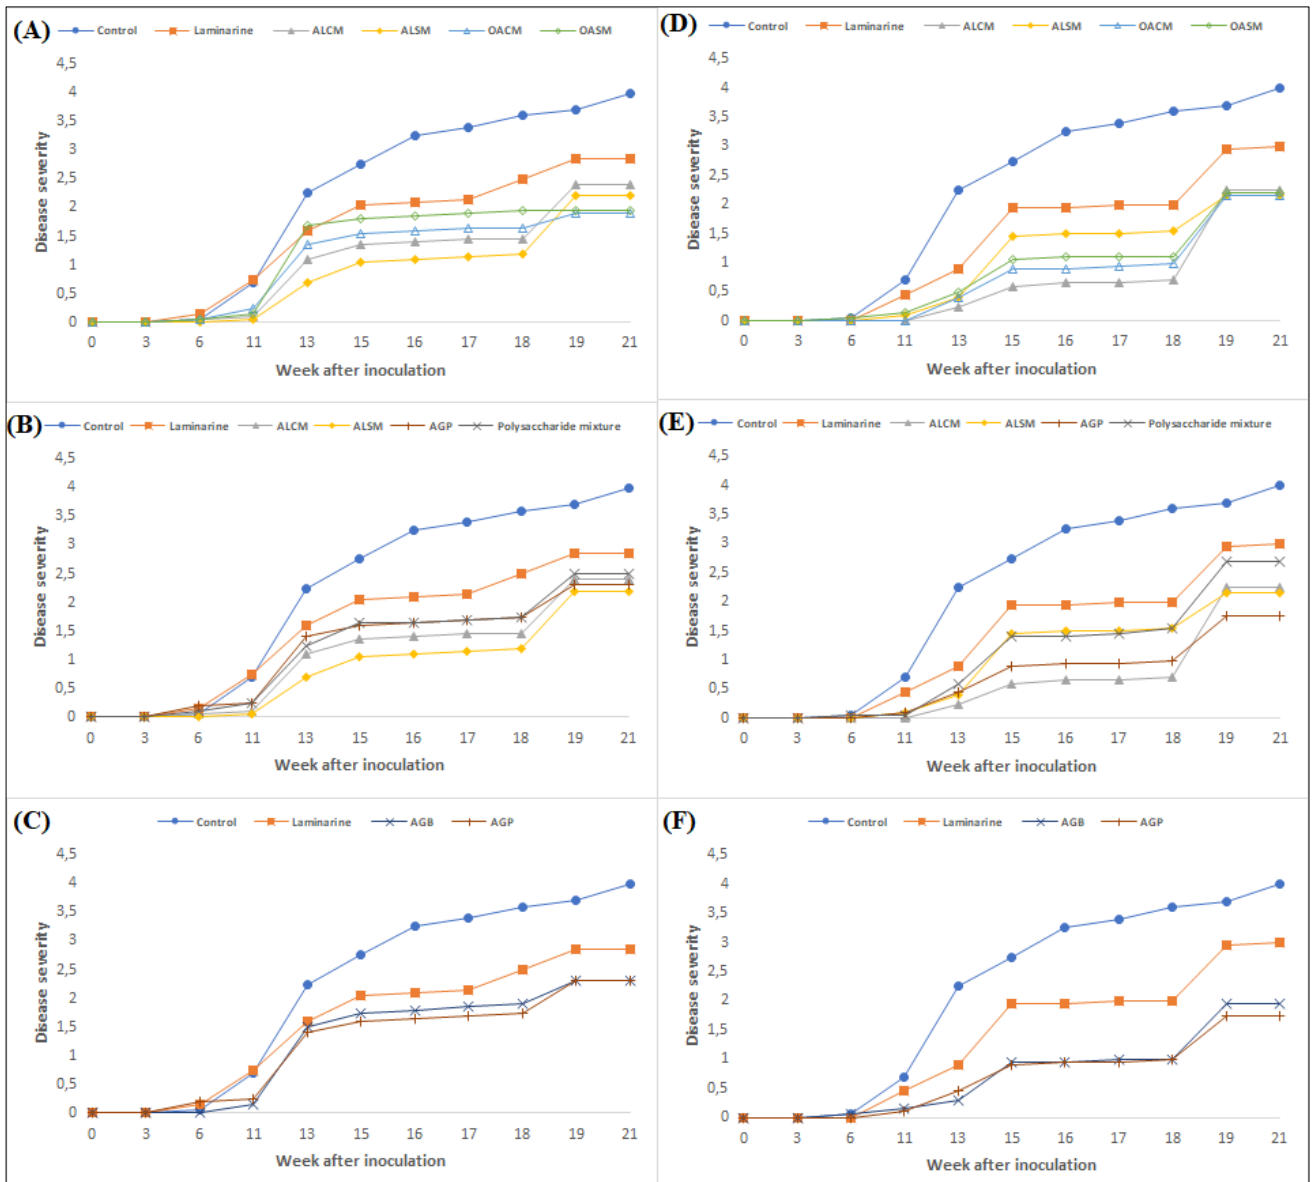 (A)
Control Laminarine ALCM ALSM OACM OASM
4,5
4
3,5
3
2,5
2
1,5
1
0,5
0
Disease severity
0 3 6 11 13 15 16 17 18 19 21
Week after inoculation
(D)
Control Laminarine ALCM ALSM OACM OASM
4,5
4
3,5
3
2,5
2
1,5
1
0,5
0
Disease severity
0 3 6 11 13 15 16 17 18 19 21
Week after inoculation
(B)
Control Laminarine ALCM ALSM AGP Polysaccharide mixture
4,5
4
3,5
3
2,5
2
1,5
1
0,5
0
Disease severity
0 3 6 11 13 15 16 17 18 19 21
Week after inoculation
(E)
Control Laminarine ALCM ALSM AGP Polysaccharide mixture
4,5
4
3,5
3
2,5
2
1,5
1
0,5
0
Disease severity
0 3 6 11 13 15 16 17 18 19 21
Week after inoculation
(C)
Control Laminarine AGB AGP
4,5
4
3,5
3
2,5
2
1,5
1
0,5
0
Disease severity
0 3 6 11 13 15 16 17 18 19 21
Week after inoculation
(F)
Control Laminarine AGB AGP
4,5
4
3,5
3
2,5
2
1,5
1
0,5
0
Disease severity
0 3 6 11 13 15 16 17 18 19 21
Week after inoculation